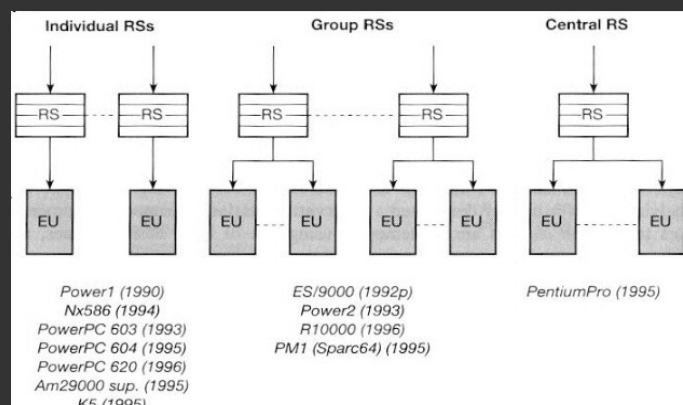 Individual RSs
Group RSs
Central RS
RS
RS
RS
RS
RS
EU
EU
EU
EU
EU
EU
EU
EU
Power1 (1990)
Nx586 (1994)
PowerPC 603 (1993)
PowerPC 604 (1995)
PowerPC 620 (1996)
Am29000 sup. (1995)
K5 (1995)
ES/9000 (1992p)
Power2 (1993)
R10000 (1996)
PM1 (Sparc64) (1995)
PentiumPro (1995)